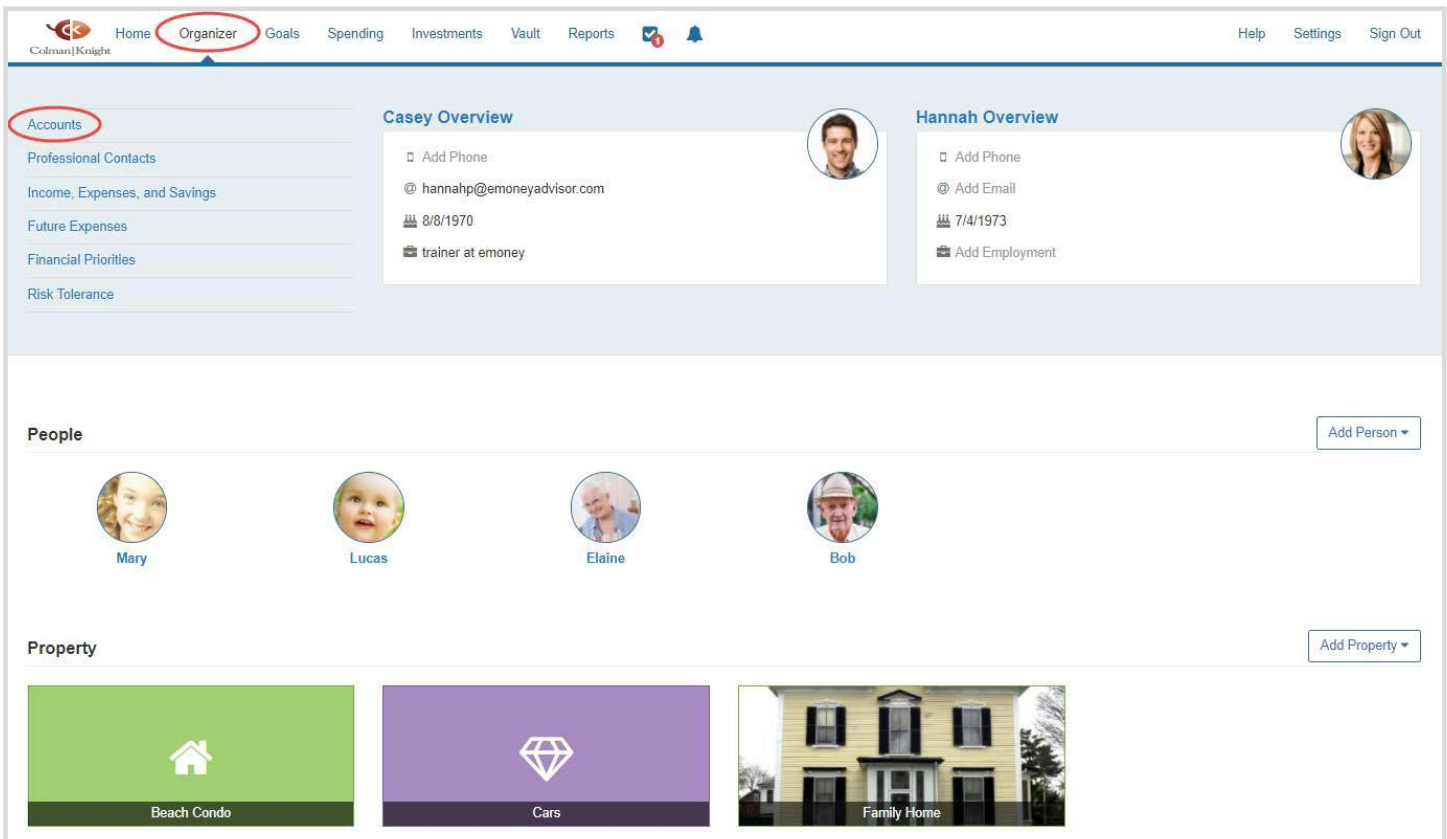 Home Organizer Goals Spending Investments Vault Reports 1 Help Settings Sign Out
Colman|Knight
Accounts
Professional Contacts
Income, Expenses, and Savings
Future Expenses
Financial Priorities
Risk Tolerance
Casey Overview
Add Phone
@ hannahp@emoneyadvisor.com
8/8/1970
trainer at emoney
Hannah Overview
Add Phone
@ Add Email
7/4/1973
Add Employment
People
Add Person
Mary Lucas Elaine Bob
Property
Add Property
Beach Condo Cars Family Home